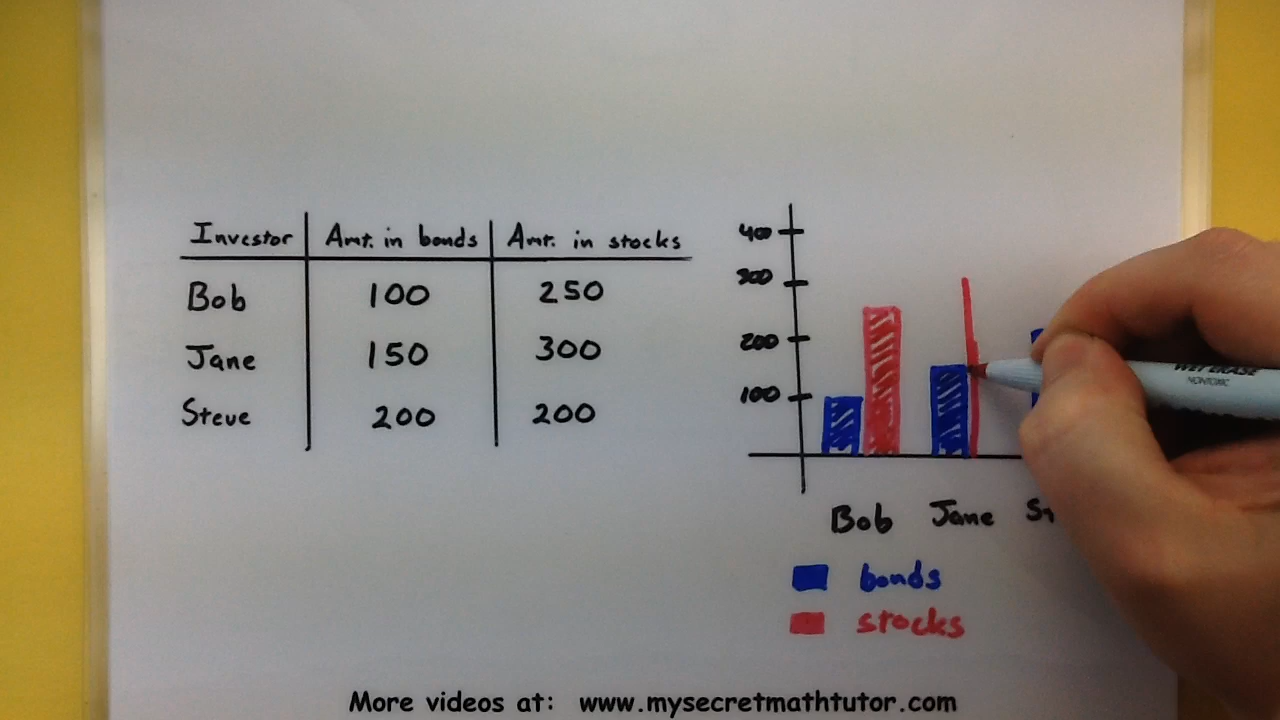 Investor Amt. in bonds Amt. in stocks
Bob 100 250
Jane 150 300
Steve 200 200
400
300
200
100
Bob Jane
bonds
stocks
WET ERASE
NONTOXIC
More videos at: www.mysecretmathtutor.com